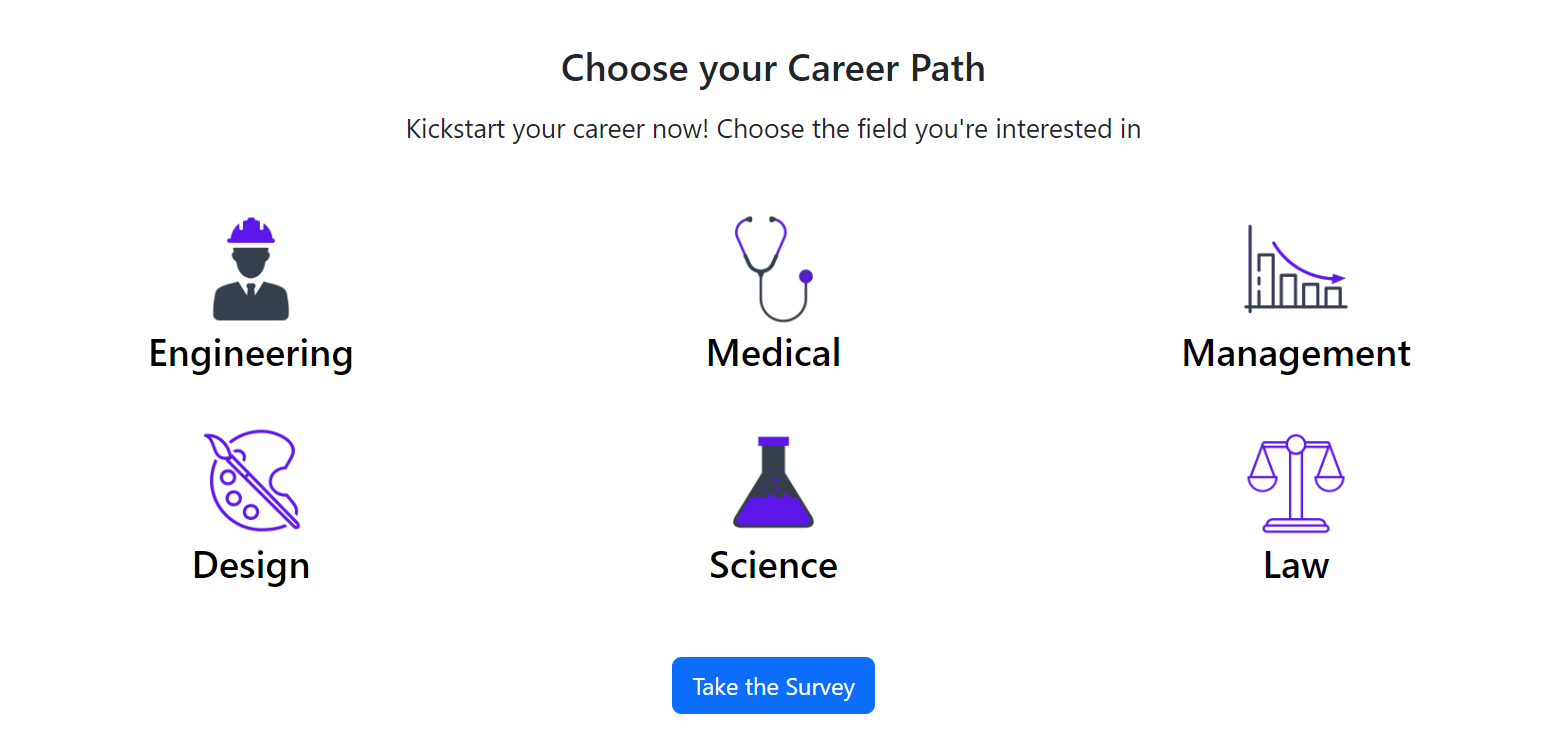 Choose your Career Path
Kickstart your career now! Choose the field you're interested in
Engineering
Medical
Management
Design
Science
Law
Take the Survey